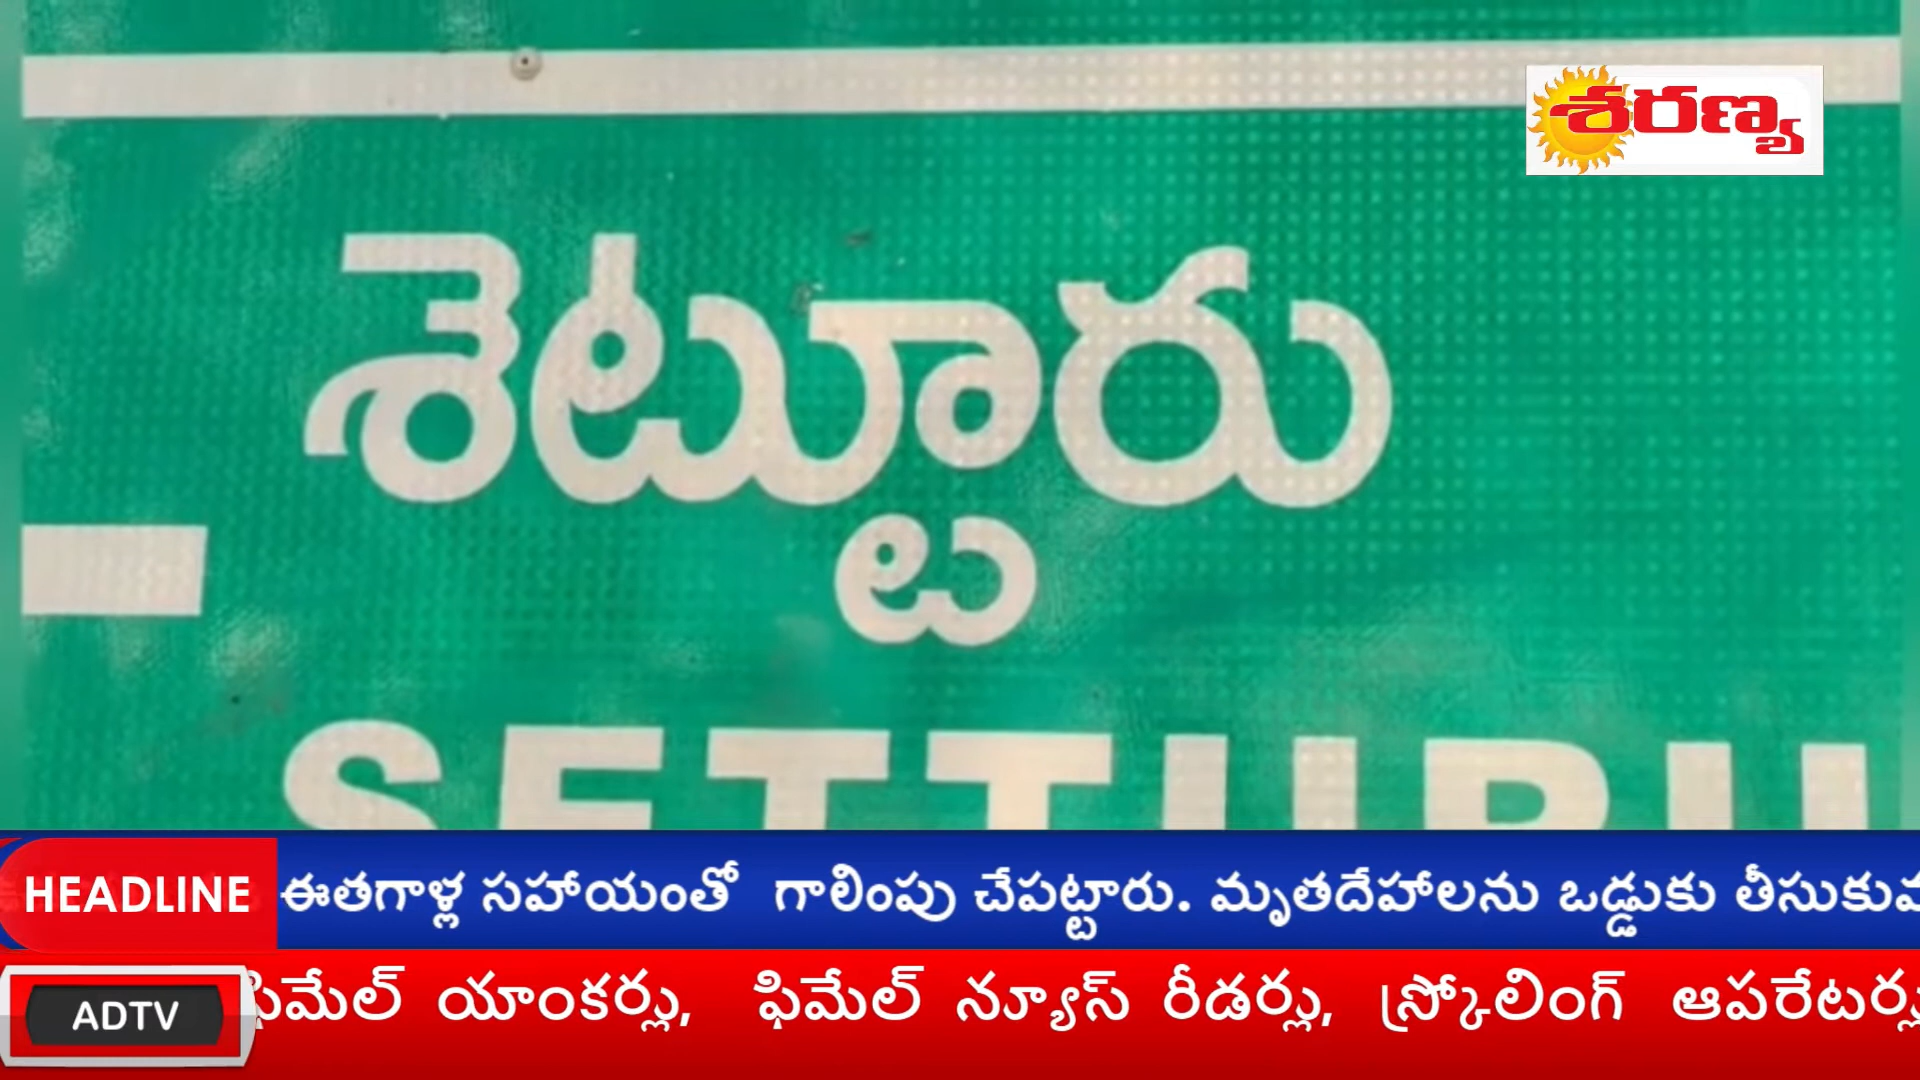 శరణ్య
శెట్టూరు
SETTURU
HEADLINE
ఈతగాళ్ల సహాయంతో గాలింపు చేపట్టారు. మృతదేహాలను ఒడ్డుకు
ADTV
ఫిమేల్ యాంకర్లు, ఫిమేల్ న్యూస్ రీడర్లు, స్క్రోలింగ్ ఆపరేటర్లు